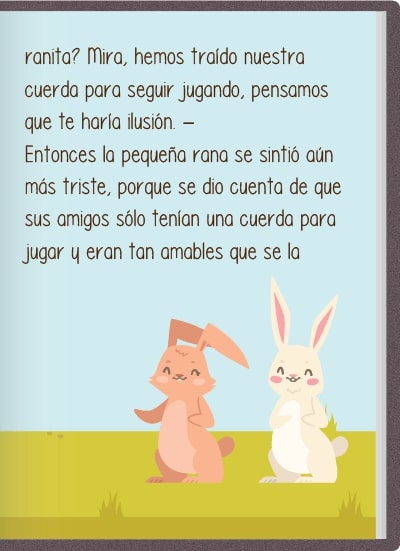 ranita? Mira, hemos traído nuestra
cuerda para seguir jugando, pensamos
que te haría ilusión. –
Entonces la pequeña rana se sintió aún
más triste, porque se dio cuenta de que
sus amigos sólo tenían una cuerda para
jugar y eran tan amables que se la